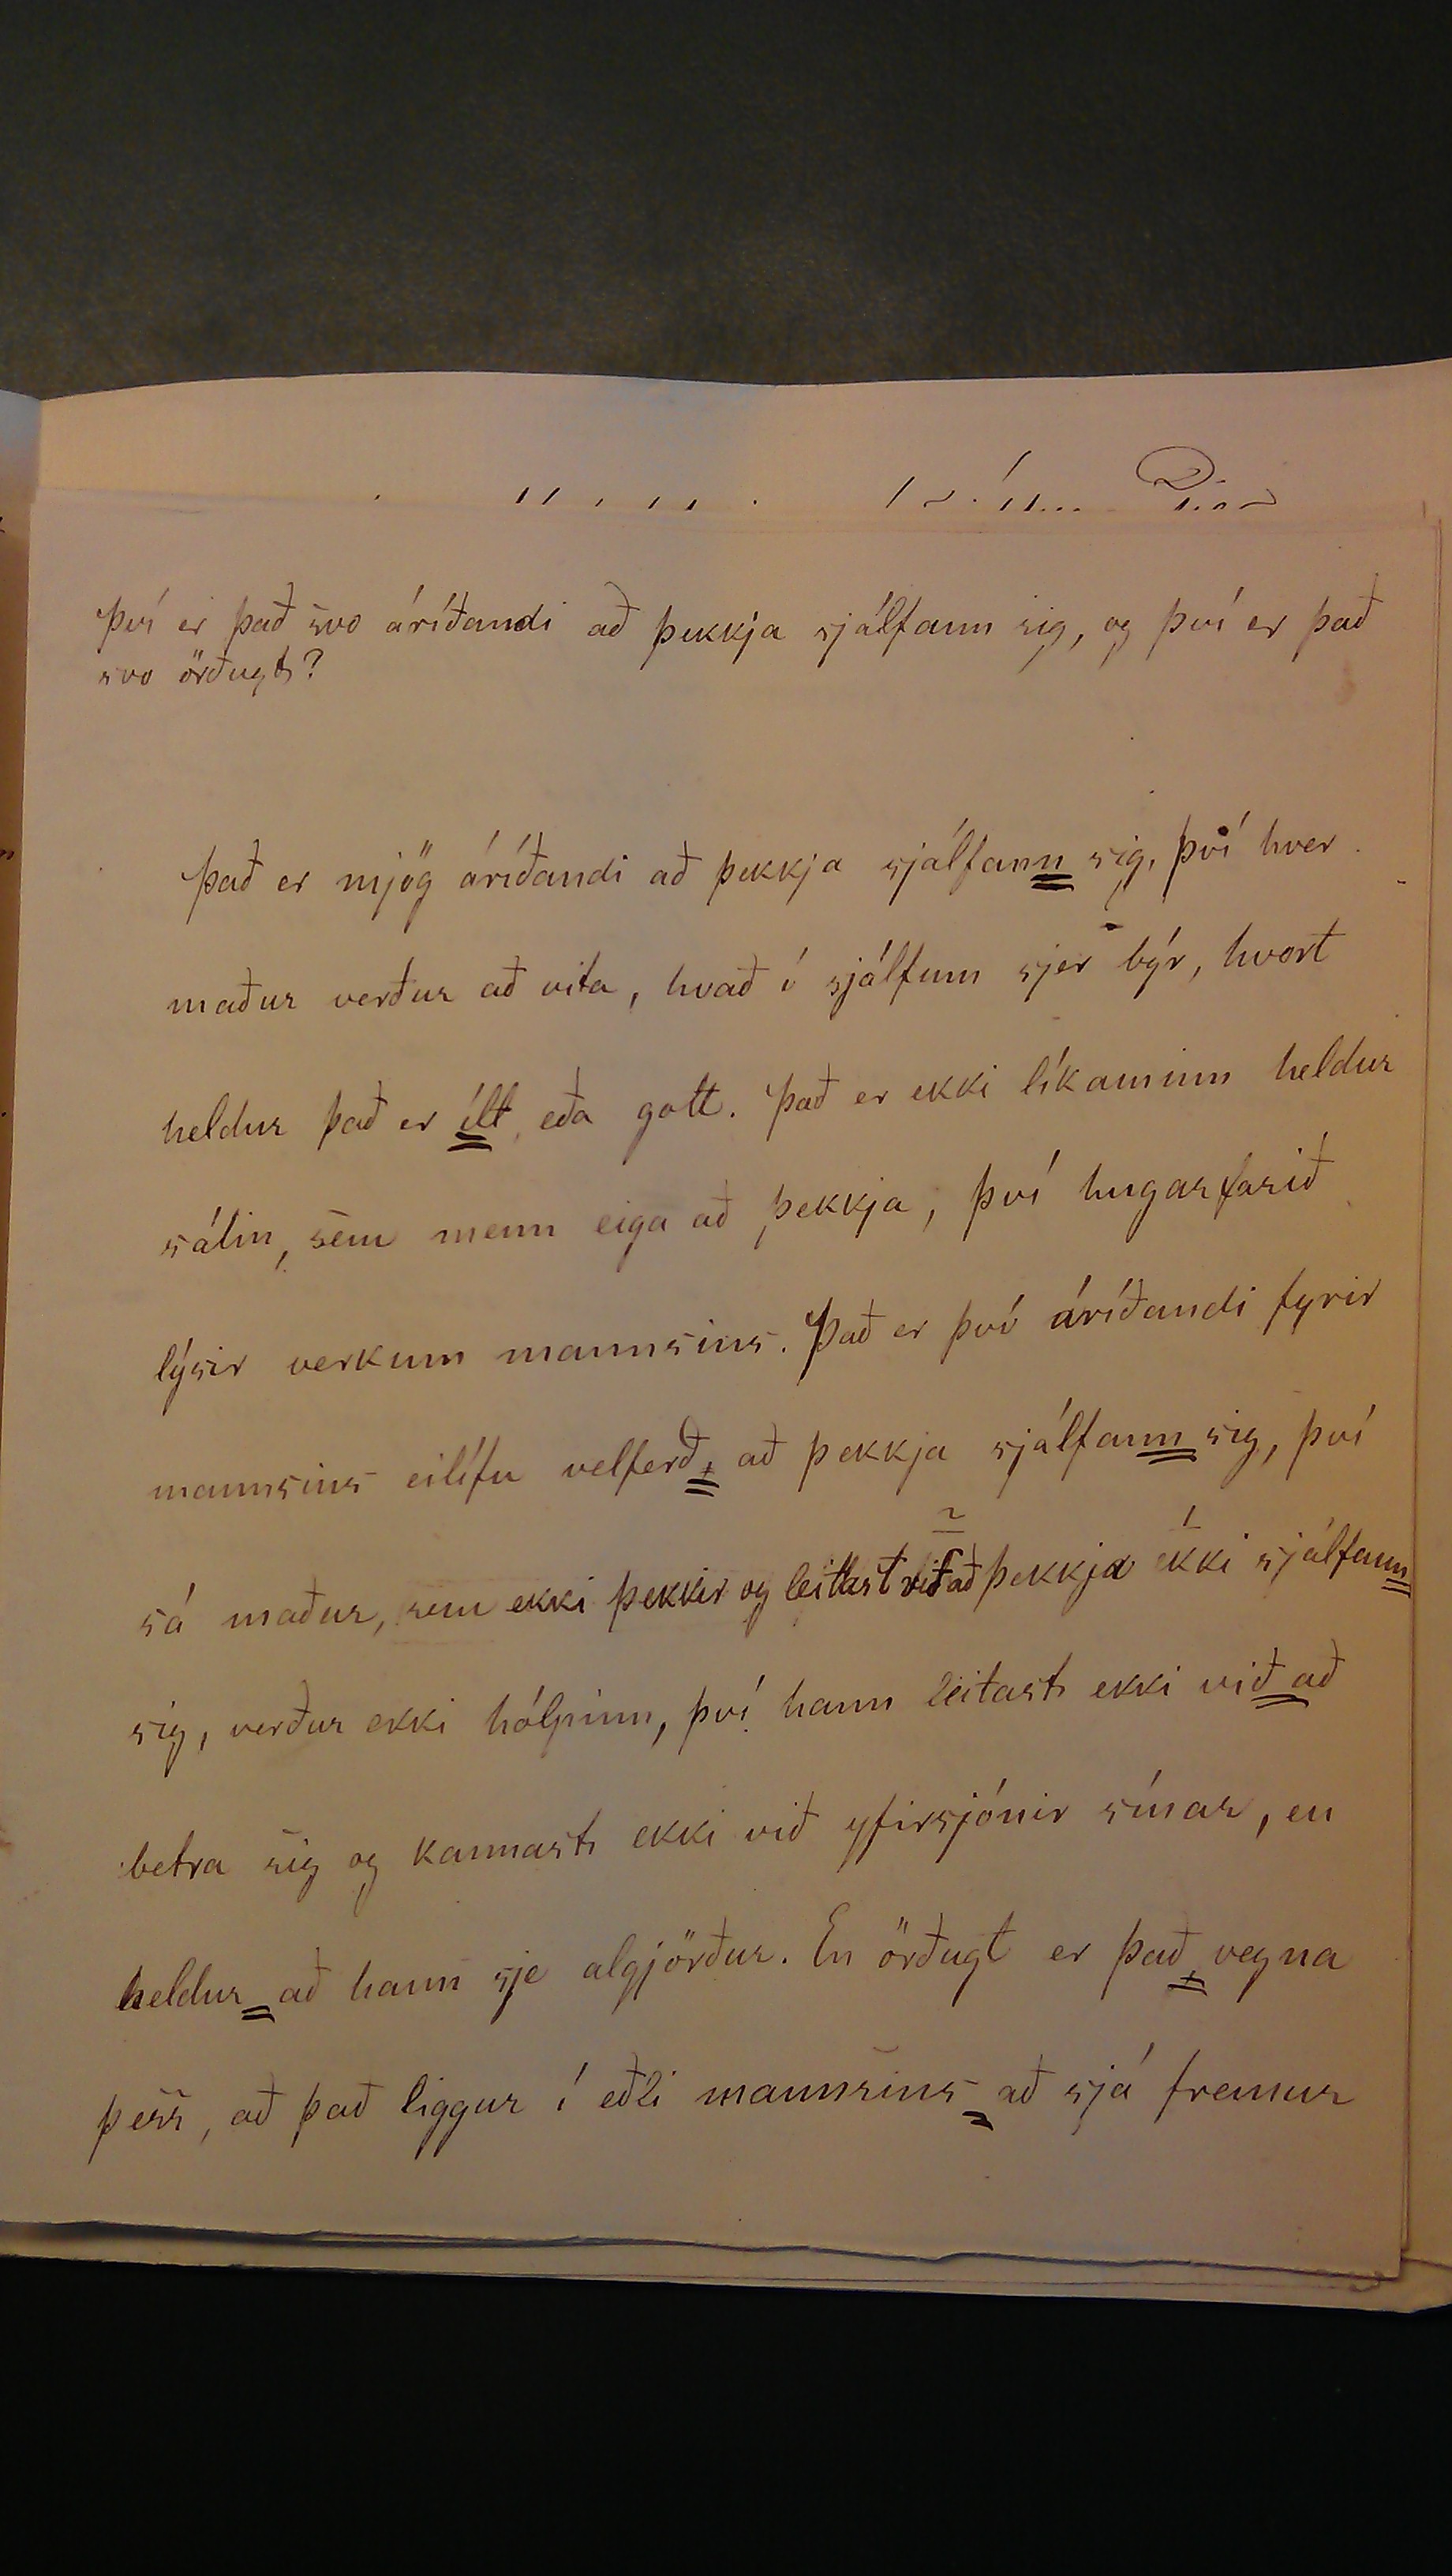 Því er það svo áríðandi að þekkja sjálfann sig, og því er það
svo örðugt?
Það er mjög áríðandi að þekkja sjálfann sig, því hver
maður verður að vita, hvað í sjálfum sjer býr, hvort
heldur það er íllt, eða gott. Það er ekki líkaminn heldur
sálin, sem menn eiga að þekkja, því hugarfarið
lýsir verkum mannsins. Það er því áríðandi fyrir
mannsins eilífu velferð, að þekkja sjálfann sig, því
2 1
sá maður, sem ekki þekkir og leitast við að þekkja ekki sjálfann
sig, verður ekki hólpinn, því hann leitast ekki við að
betra sig og kannast ekki við yfirsjónir sínar, en
heldur að hann sje algjörður. En örðugt er það, vegna
þess, að það liggur í eðli mannsins að sjá fremur